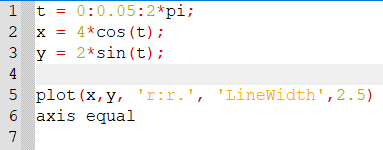 1 t = 0:0.05:2*pi;
2 x = 4*cos(t);
3 y = 2*sin(t);
4
5 plot(x,y, 'r:r.', 'LineWidth',2.5)
6 axis equal
7